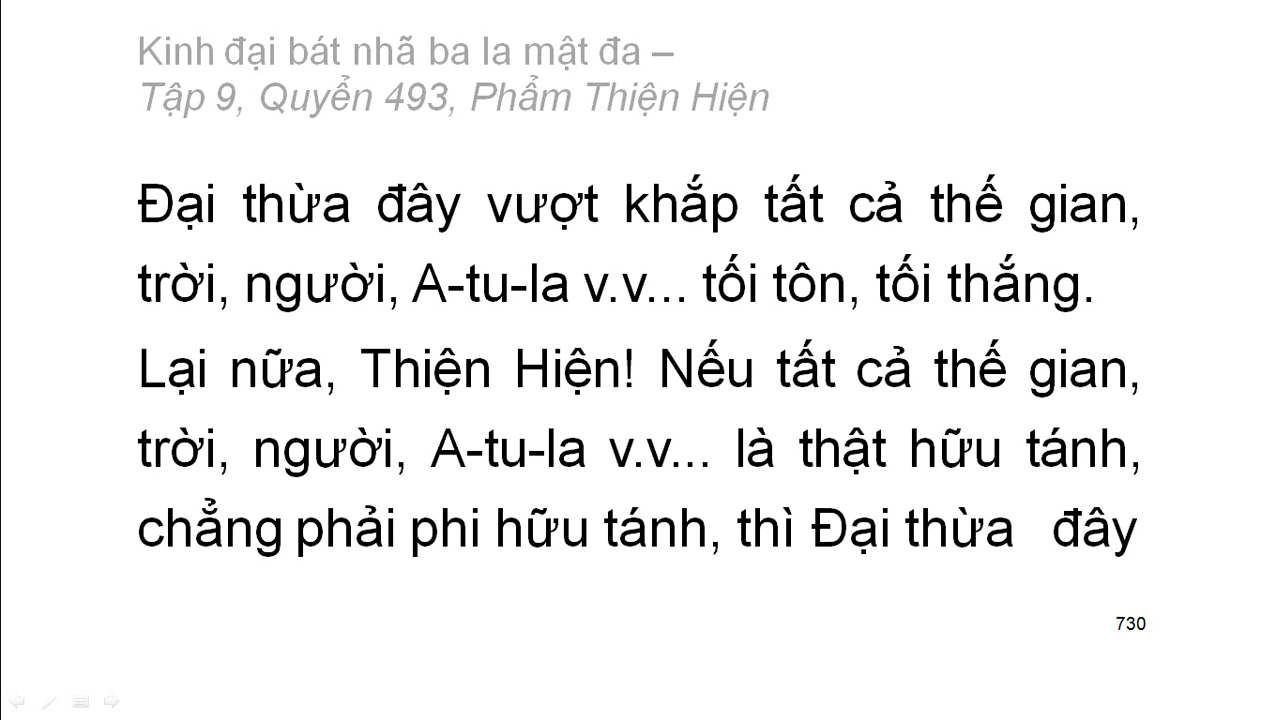 Kinh đại bát nhã ba la mật đa –
Tập 9, Quyển 493, Phẩm Thiện Hiện
Đại thừa đây vượt khắp tất cả thế gian,
trời, người, A-tu-la v.v... tối tôn, tối thắng.
Lại nữa, Thiện Hiện! Nếu tất cả thế gian,
trời, người, A-tu-la v.v... là thật hữu tánh,
chẳng phải phi hữu tánh, thì Đại thừa đây
730